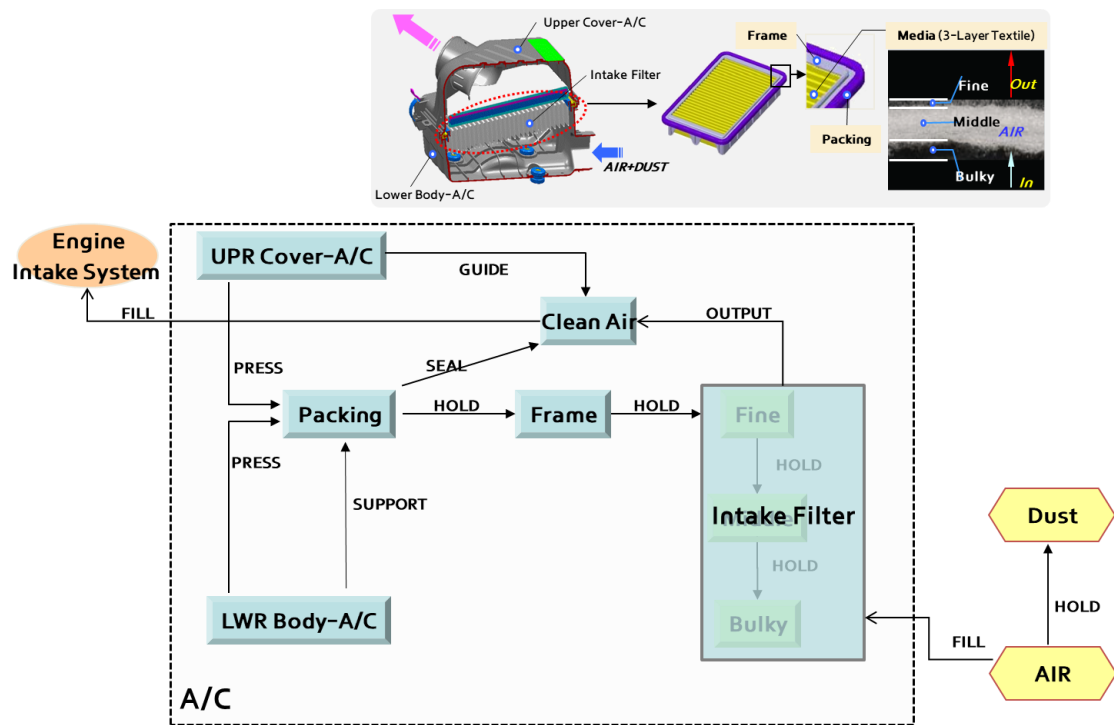 Upper Cover-A/C
Intake Filter
AIR+DUST
Lower Body-A/C
Frame
Media (3-Layer Textile)
Packing
Fine
Out
Middle
AIR
Bulky
In
Engine
Intake System
UPR Cover-A/C
GUIDE
FILL
Clean Air
OUTPUT
PRESS
SEAL
Packing
HOLD
Frame
HOLD
Fine
PRESS
HOLD
SUPPORT
Middle
Intake Filter
HOLD
Dust
LWR Body-A/C
Bulky
HOLD
FILL
AIR
A/C